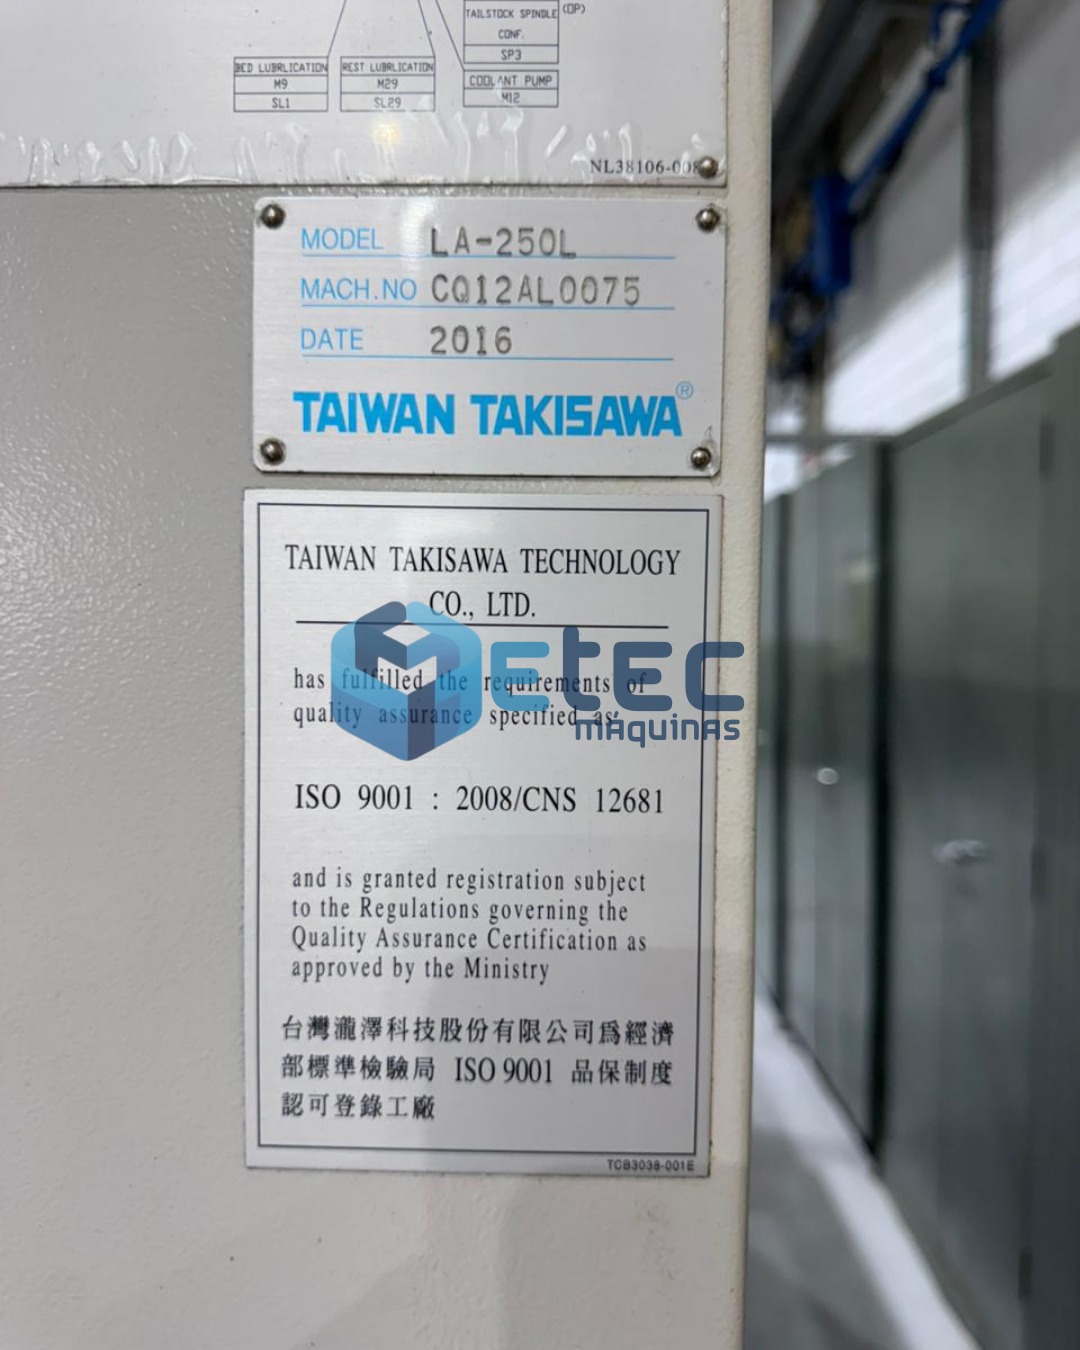 TAILSTOCK SPINDLE (OP)
CONF.
SP3
BED LUBRLICATION
M9
SL1
REST LUBRLICATION
M29
SL29
COOLANT PUMP
M12
MODEL LA-250L
MACH.NO CQ12AL0075
DATE 2016
TAIWAN TAKISAWA®
TAIWAN TAKISAWA TECHNOLOGY
CO., LTD.
has fulfilled the requirements of
quality assurance specified as:
METEC
MÁQUINAS
ISO 9001 : 2008/CNS 12681
and is granted registration subject
to the Regulations governing the
Quality Assurance Certification as
approved by the Ministry
台灣瀧澤科技股份有限公司爲經濟
部標準檢驗局 ISO 9001 品保制度
認可登錄工廠
TCB3038-001E